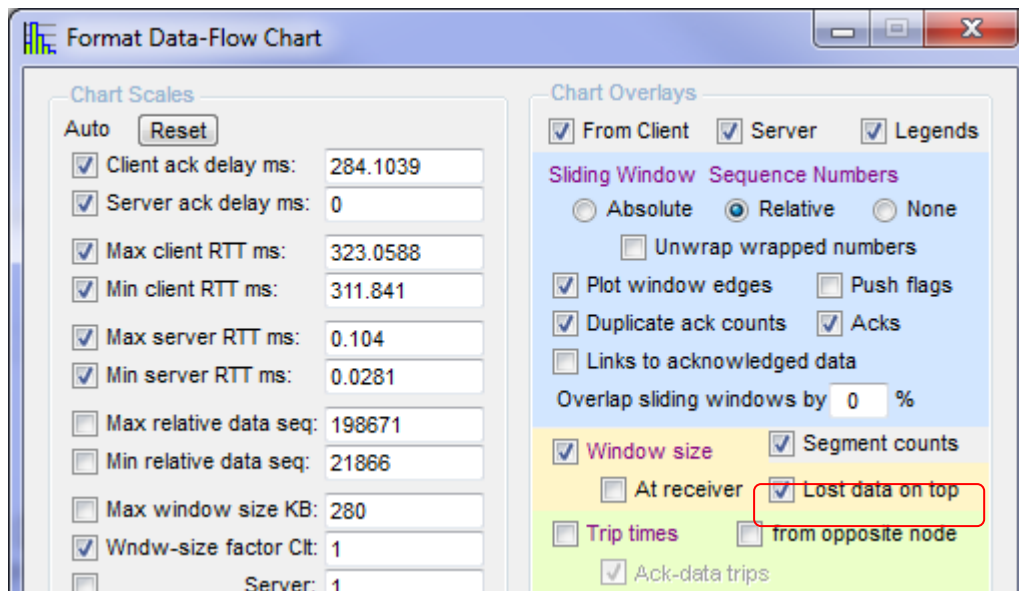 Format Data-Flow Chart
Chart Scales
Auto Reset
Client ack delay ms: 284.1039
Server ack delay ms: 0
Max client RTT ms: 323.0588
Min client RTT ms: 311.841
Max server RTT ms: 0.104
Min server RTT ms: 0.0281
Max relative data seq: 198671
Min relative data seq: 21866
Max window size KB: 280
Wndw-size factor Clt: 1
Server: 1
Chart Overlays
From Client Server Legends
Sliding Window Sequence Numbers
Absolute Relative None
Unwrap wrapped numbers
Plot window edges Push flags
Duplicate ack counts Acks
Links to acknowledged data
Overlap sliding windows by 0 %
Window size Segment counts
At receiver Lost data on top
Trip times from opposite node
Ack-data trips